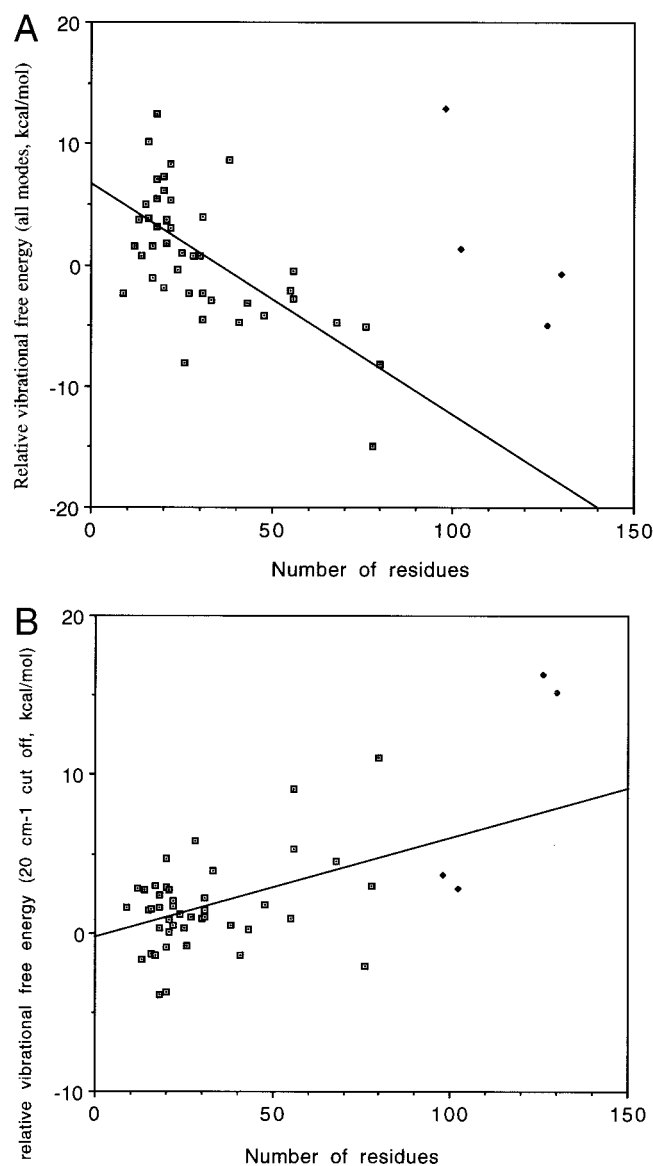 A
Relative vibrational free energy (all modes, kcal/mol)
20
10
0
-10
-20
0 50 100 150
Number of residues
B
relative vibrational free energy (20 cm-1 cut off, kcal/mol)
20
10
0
-10
0 50 100 150
Number of residues